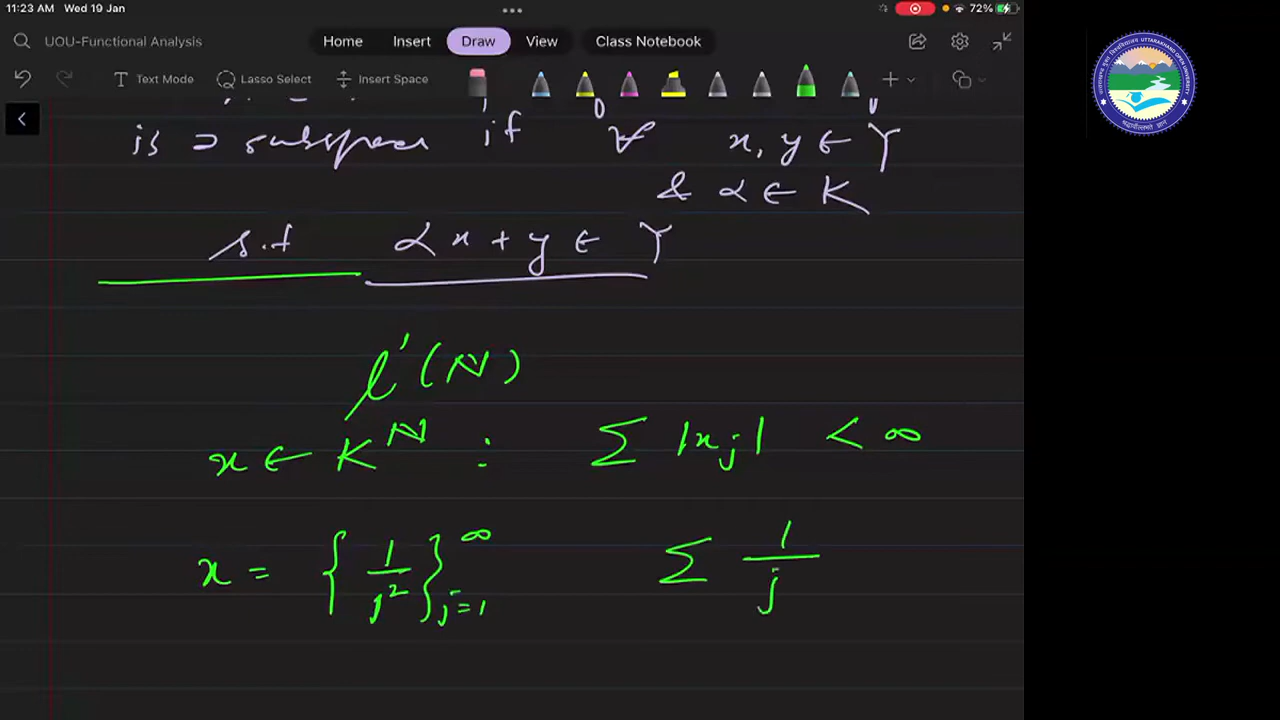 11:23 AM Wed 19 Jan
72%
UOU-Functional Analysis Home Insert Draw View Class Notebook
Text Mode Lasso Select Insert Space
is a subspace if ∀ x, y ∈ Y
& α ∈ K
s.t αx + y ∈ Y
l¹(ℕ)
x ∈ K^ℕ : Σ |x_j| < ∞
x = { 1/j² }_{j=1}^∞ Σ 1/j